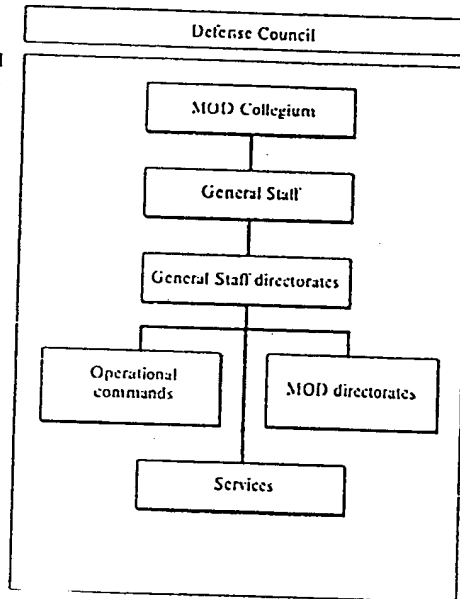 Defense Council
MOD Collegium
General Staff
General Staff directorates
Operational
commands
MOD directorates
Services